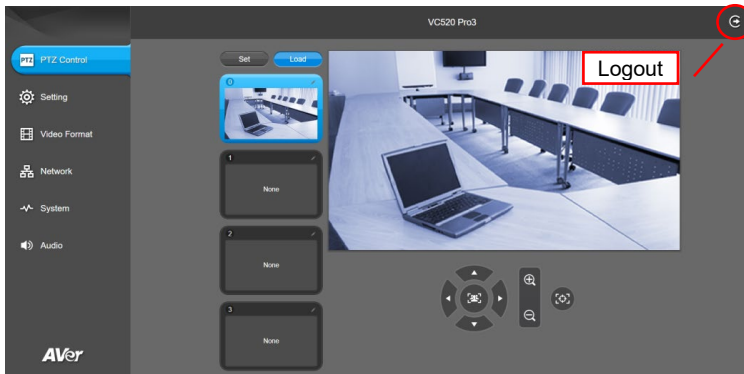 VC520 Pro3
Logout
PTZ PTZ Control
Setting
Video Format
Network
System
Audio
AVer
Set Load
0
1
None
2
None
3
None